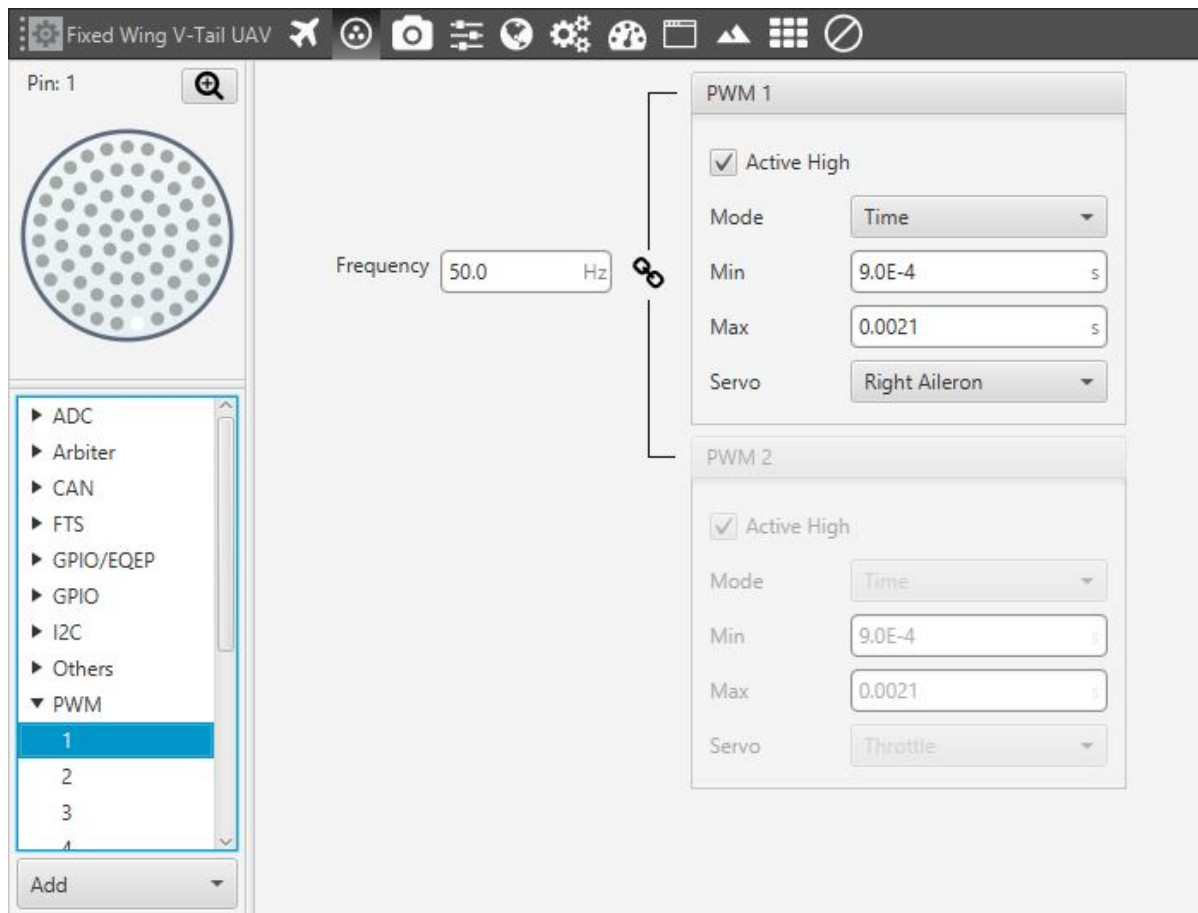 Fixed Wing V-Tail UAV
Pin: 1
ADC
Arbiter
CAN
FTS
GPIO/EQEP
GPIO
I2C
Others
PWM
1
2
3
4
Add
Frequency 50.0 Hz
PWM 1
Active High
Mode Time
Min 9.0E-4 s
Max 0.0021 s
Servo Right Aileron
PWM 2
Active High
Mode Time
Min 9.0E-4 s
Max 0.0021 s
Servo Throttle